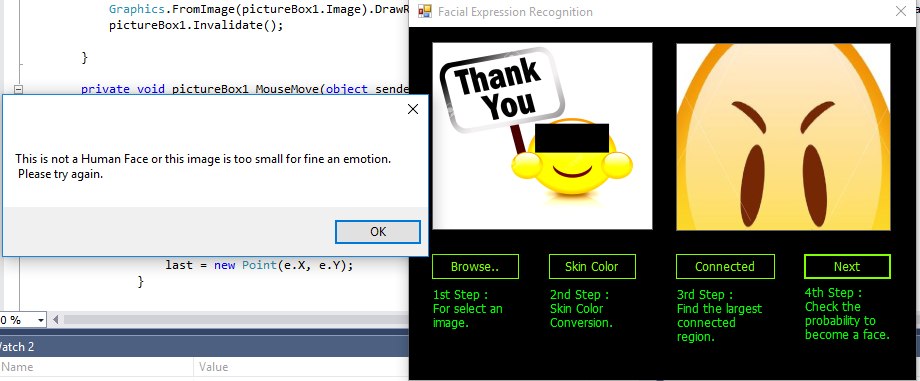 Graphics.FromImage(pictureBox1.Image).DrawR
pictureBox1.Invalidate();
}
private void pictureBox1_MouseMove(object sende
This is not a Human Face or this image is too small for fine an emotion.
Please try again.
OK
last = new Point(e.X, e.Y);
}
0 %
Watch 2
Name
Value
Facial Expression Recognition
Thank
You
Browse..
Skin Color
Connected
Next
1st Step :
For select an
image.
2nd Step :
Skin Color
Conversion.
3rd Step :
Find the largest
connected
region.
4th Step :
Check the
probability to
become a face.